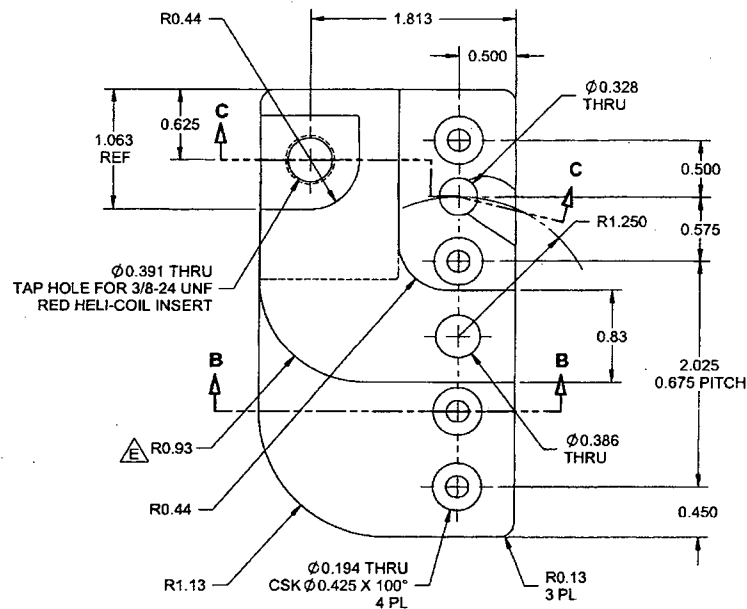 R0.44
1.813
0.500
Ø0.328
THRU
C
0.625
1.063
REF
0.500
C
R1.250
0.575
Ø0.391 THRU
TAP HOLE FOR 3/8-24 UNF
RED HELI-COIL INSERT
0.83
B
B
2.025
0.675 PITCH
E
R0.93
Ø0.386
THRU
R0.44
0.450
R1.13
Ø0.194 THRU
CSK Ø0.425 X 100°
4 PL
R0.13
3 PL